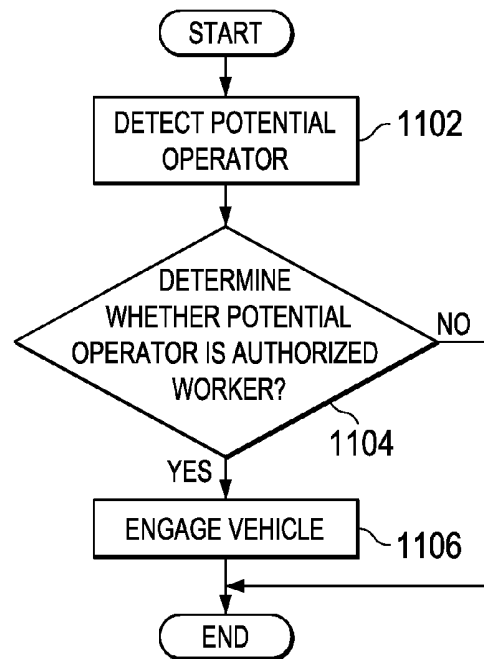 START
DETECT POTENTIAL
OPERATOR
1102
DETERMINE
WHETHER POTENTIAL
OPERATOR IS AUTHORIZED
WORKER?
NO
1104
YES
ENGAGE VEHICLE
1106
END